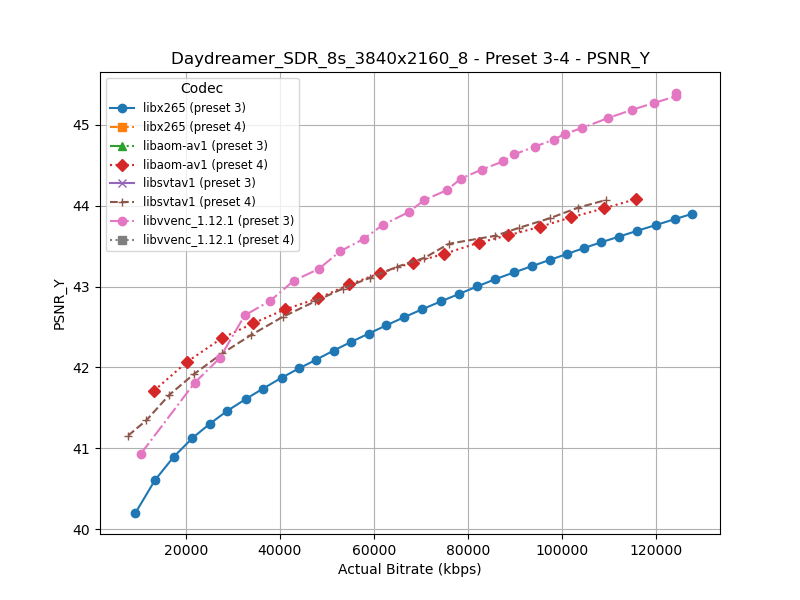 Daydreamer_SDR_8s_3840x2160_8 - Preset 3-4 - PSNR_Y
Codec
libx265 (preset 3)
libx265 (preset 4)
libaom-av1 (preset 3)
libaom-av1 (preset 4)
libsvtav1 (preset 3)
libsvtav1 (preset 4)
libvvenc_1.12.1 (preset 3)
libvvenc_1.12.1 (preset 4)
PSNR_Y
45
44
43
42
41
40
20000 40000 60000 80000 100000 120000
Actual Bitrate (kbps)